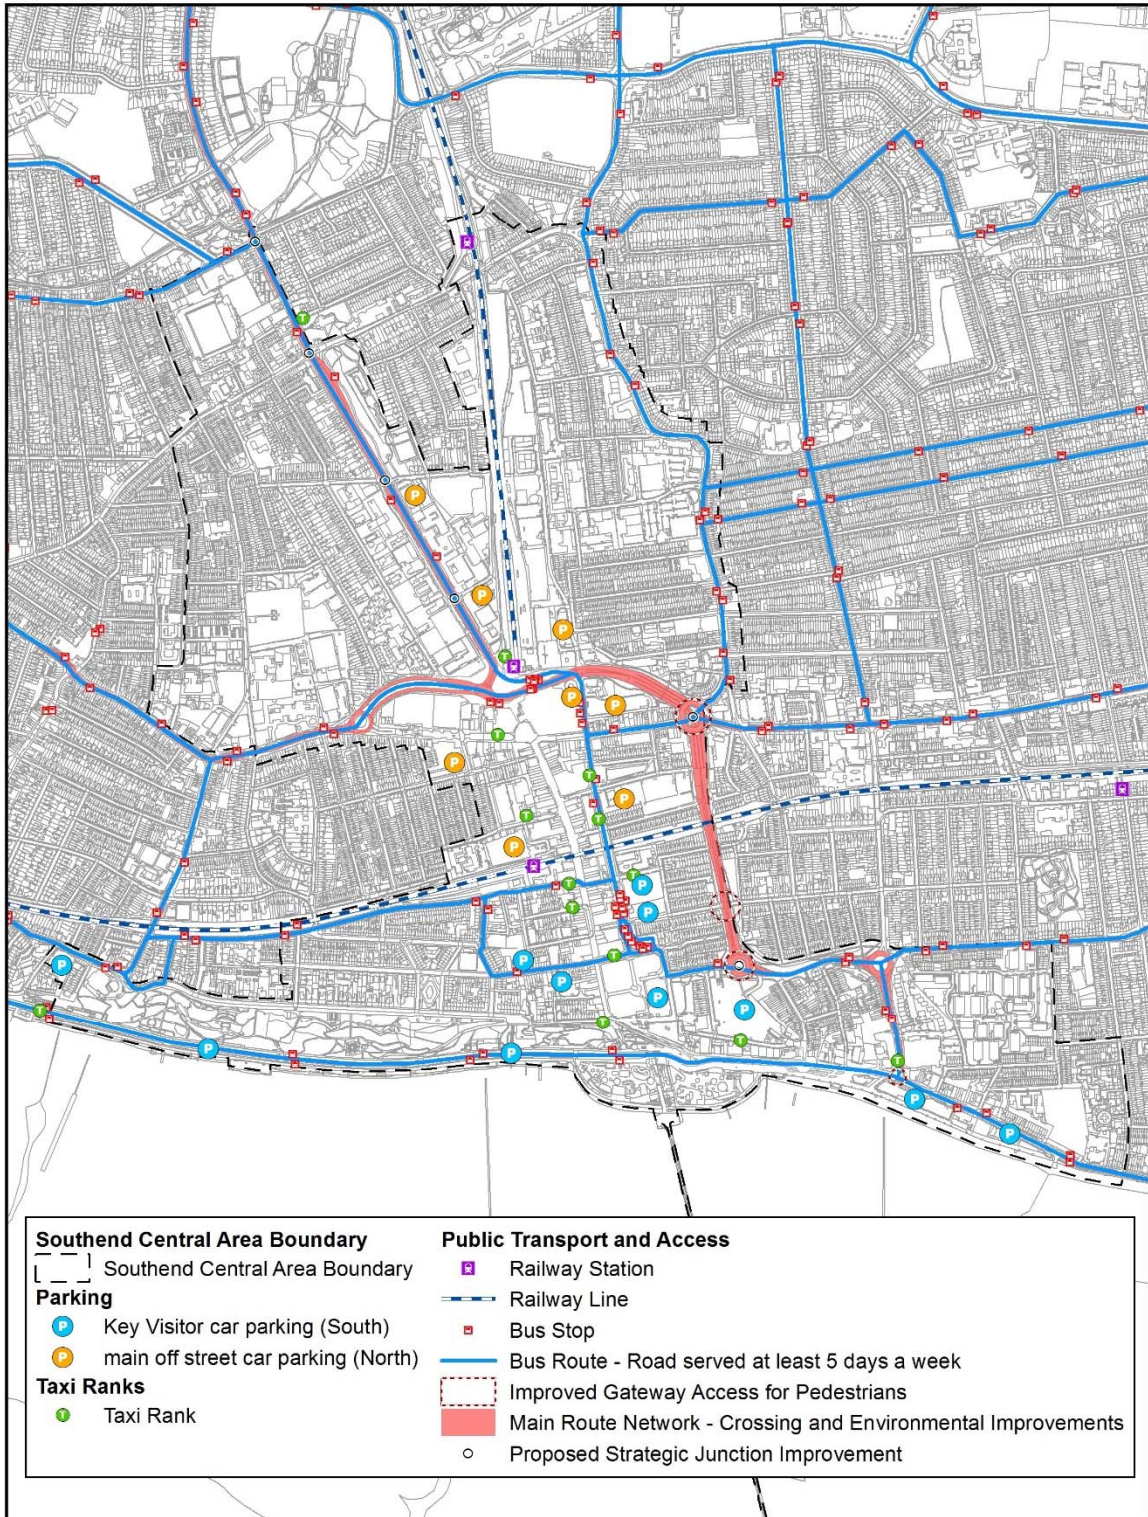 Southend Central Area Boundary
Southend Central Area Boundary
Parking
P Key Visitor car parking (South)
P main off street car parking (North)
Taxi Ranks
T Taxi Rank
Public Transport and Access
Railway Station
Railway Line
Bus Stop
Bus Route - Road served at least 5 days a week
Improved Gateway Access for Pedestrians
Main Route Network - Crossing and Environmental Improvements
Proposed Strategic Junction Improvement